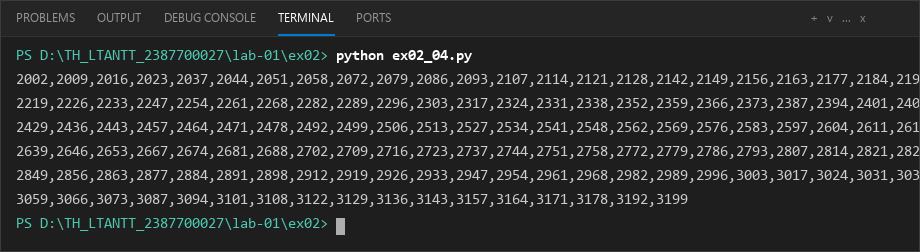 PROBLEMS OUTPUT DEBUG CONSOLE TERMINAL PORTS + v ... x
PS D:\TH_LTANTT_2387700027\lab-01\ex02> python ex02_04.py
2002,2009,2016,2023,2037,2044,2051,2058,2072,2079,2086,2093,2107,2114,2121,2128,2142,2149,2156,2163,2177,2184,219
2219,2226,2233,2247,2254,2261,2268,2282,2289,2296,2303,2317,2324,2331,2338,2352,2359,2366,2373,2387,2394,2401,240
2429,2436,2443,2457,2464,2471,2478,2492,2499,2506,2513,2527,2534,2541,2548,2562,2569,2576,2583,2597,2604,2611,261
2639,2646,2653,2667,2674,2681,2688,2702,2709,2716,2723,2737,2744,2751,2758,2772,2779,2786,2793,2807,2814,2821,282
2849,2856,2863,2877,2884,2891,2898,2912,2919,2926,2933,2947,2954,2961,2968,2982,2989,2996,3003,3017,3024,3031,303
3059,3066,3073,3087,3094,3101,3108,3122,3129,3136,3143,3157,3164,3171,3178,3192,3199
PS D:\TH_LTANTT_2387700027\lab-01\ex02>